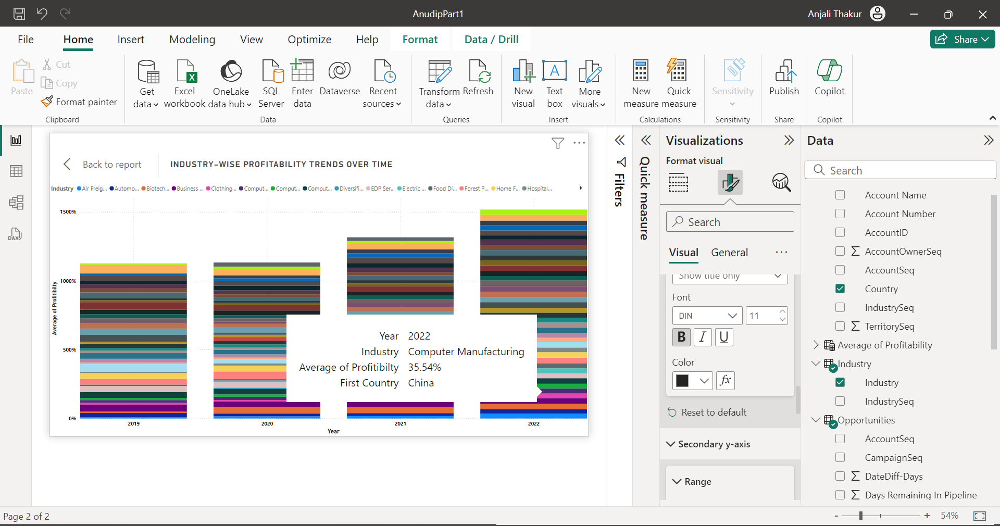 AnudipPart1
Anjali Thakur
File Home Insert Modeling View Optimize Help Format Data / Drill
Share
Paste
Cut
Copy
Format painter
Clipboard
Get data
Excel workbook
OneLake data hub
SQL Server
Enter data
Dataverse
Recent sources
Data
Transform data
Refresh
Queries
New visual
Text box
More visuals
Insert
New measure
Quick measure
Calculations
Sensitivity
Sensitivity
Publish
Share
Copilot
Copilot
DAX
Back to report
INDUSTRY-WISE PROFITABILITY TRENDS OVER TIME
Industry Air Freig... Automo... Biotech... Business ... Clothing... Comput... Comput... Comput... Diversifi... EDP Ser... Electric ... Food Di... Forest P... Home F... Hospital...
Average of Profitibilty
1500%
1000%
500%
0%
2019 2020 2021 2022
Year
Year 2022
Industry Computer Manufacturing
Average of Profitibilty 35.54%
First Country China
Filters
Quick measure
Visualizations
Format visual
Search
Visual General
Show title only
Font
DIN 11
B I U
Color
fx
Reset to default
Secondary y-axis
Range
Data
Search
Account Name
Account Number
AccountID
AccountOwnerSeq
AccountSeq
Country
IndustrySeq
TerritorySeq
Average of Profitability
Industry
Industry
IndustrySeq
Opportunities
AccountSeq
CampaignSeq
DateDiff-Days
Days Remaining In Pipeline
Page 2 of 2
- + 54%